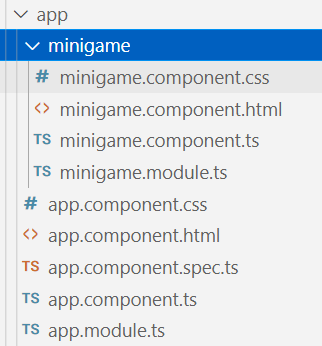 app
minigame
# minigame.component.css
<> minigame.component.html
TS minigame.component.ts
TS minigame.module.ts
# app.component.css
<> app.component.html
TS app.component.spec.ts
TS app.component.ts
TS app.module.ts